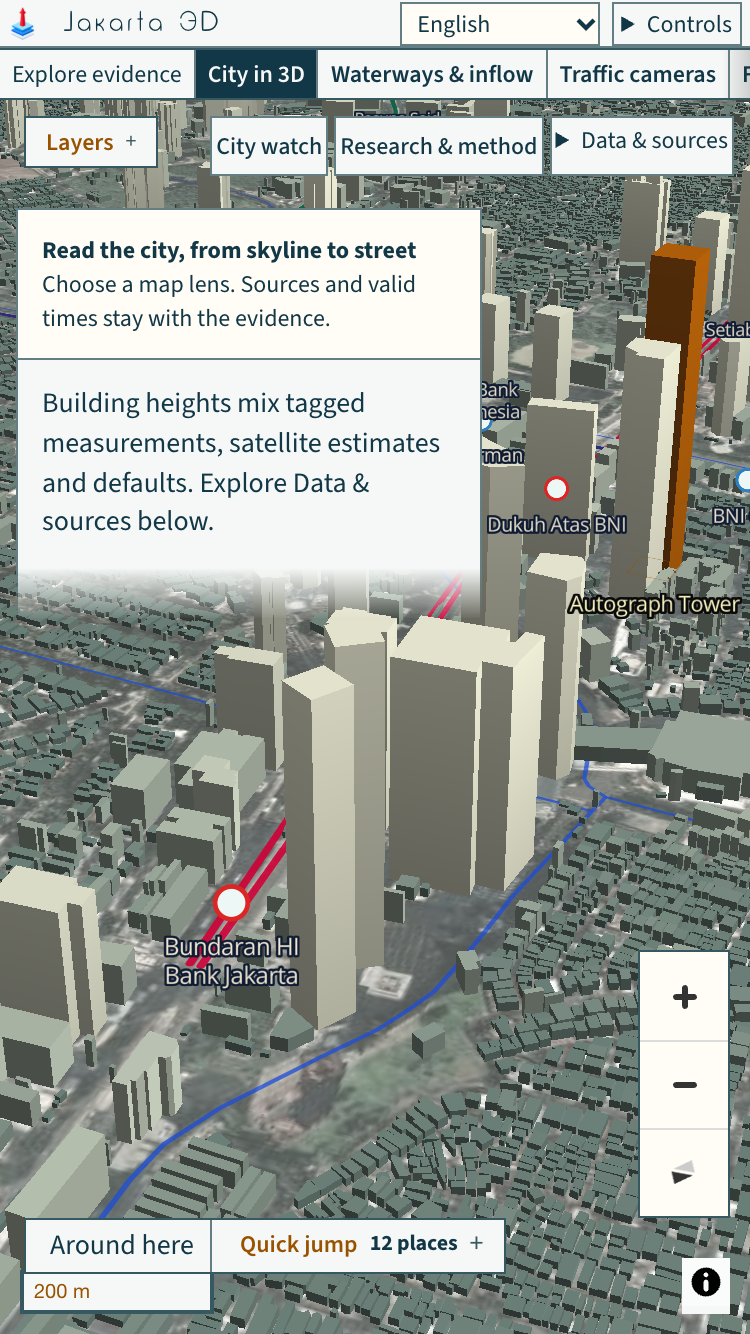 Jakarta 3D
English
Controls
Explore evidence
City in 3D
Waterways & inflow
Traffic cameras
Layers +
City watch
Research & method
Data & sources
Read the city, from skyline to street
Choose a map lens. Sources and valid
times stay with the evidence.
Building heights mix tagged
measurements, satellite estimates
and defaults. Explore Data &
sources below.
Bank
Dukuh Atas BNI
BNI
Autograph Tower
Bundaran HI
Bank Jakarta
+
−
Around here
Quick jump 12 places +
200 m